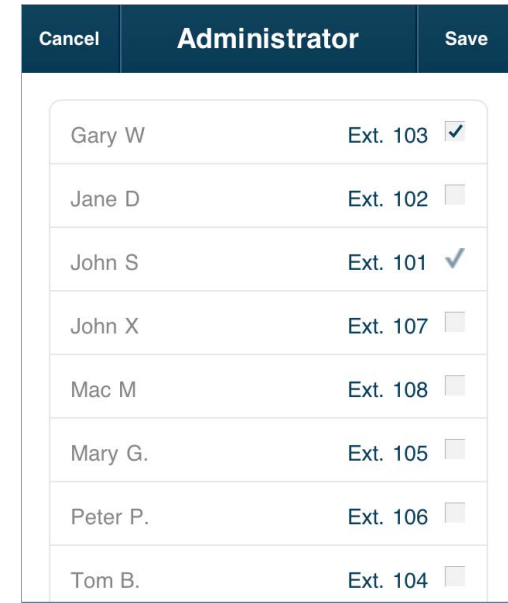 Cancel Administrator Save
Gary W Ext. 103
Jane D Ext. 102
John S Ext. 101
John X Ext. 107
Mac M Ext. 108
Mary G. Ext. 105
Peter P. Ext. 106
Tom B. Ext. 104